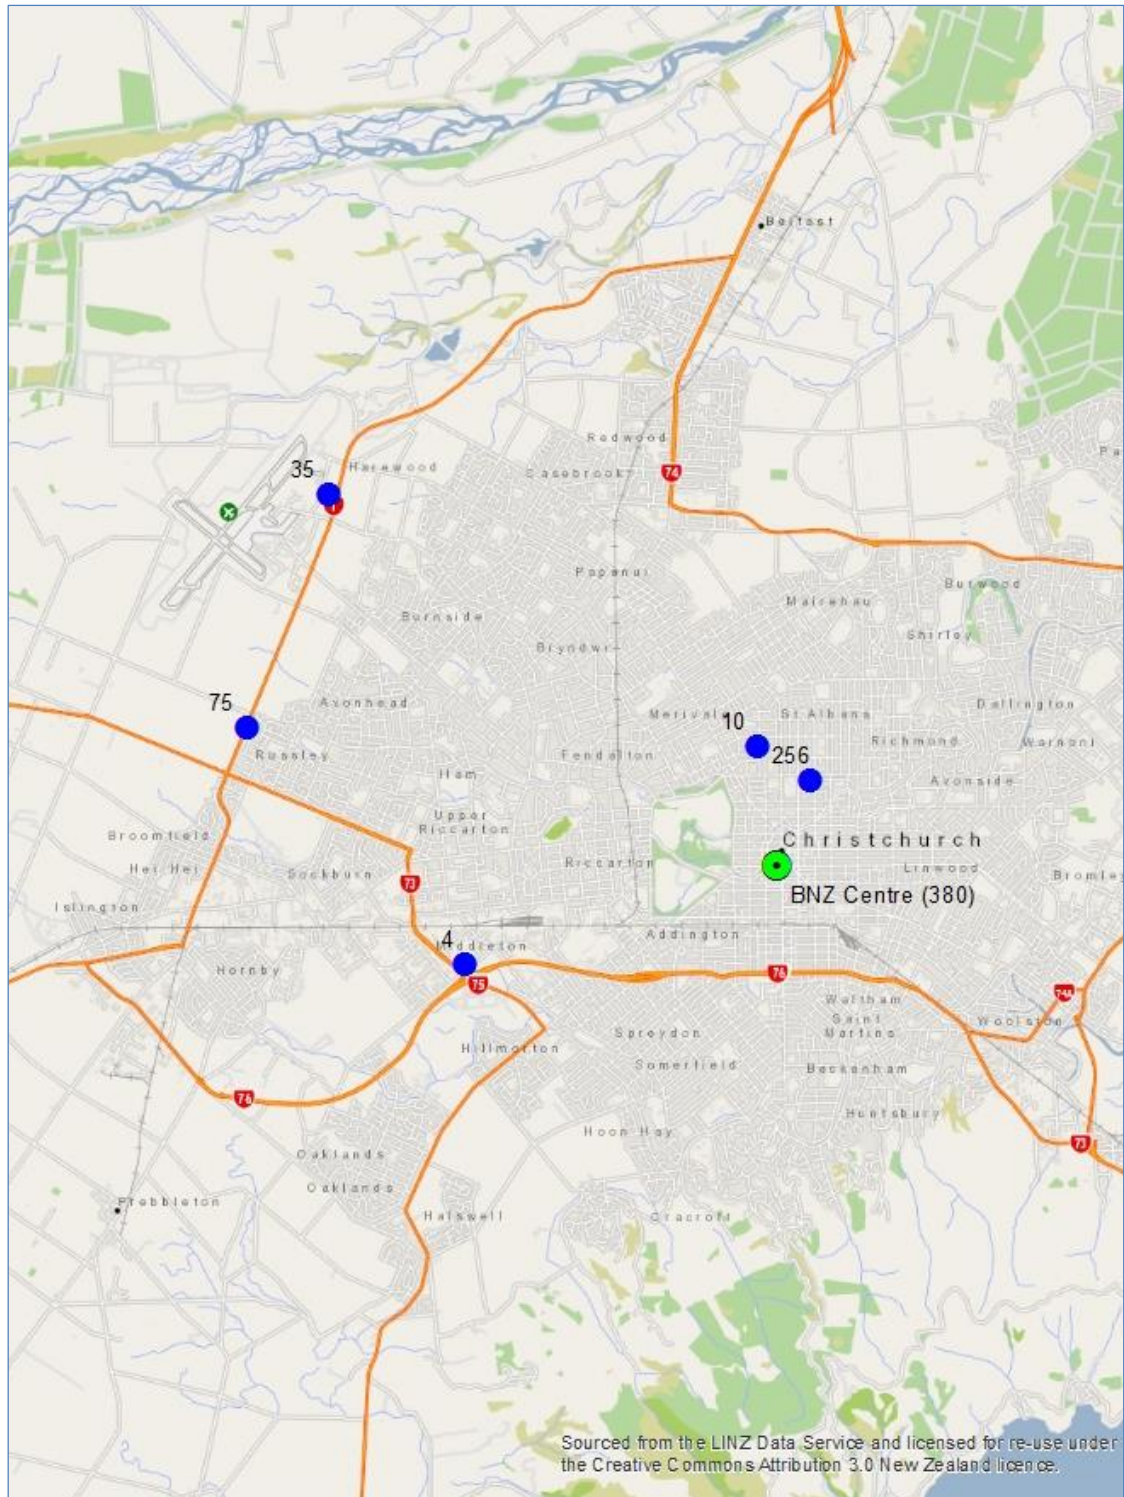 Belfast
Redwood
35
Harewood
Casebrook
74
1
Papanui
Burwood
Mairehau
Burnside
Shirley
Bryndwr
75
Avonhead
Dallington
10
Merivale
St Albans
Richmond
Russley
Fendalton
256
Ham
Avonside
Upper
Riccarton
Broomfield
Christchurch
Hei Hei
Sockburn
Riccarton
Linwood
Bromley
73
BNZ Centre (380)
Islington
4
Middleton
Addington
Hornby
75
76
74A
Waltham
Saint
Martins
Woolston
Spreydon
Hillmorton
Somerfield
Beckenham
76
Huntsbury
Hoon Hay
73
Oaklands
Oaklands
Prebbleton
Halswell
Cracroft
Sourced from the LINZ Data Service and licensed for re-use under
the Creative Commons Attribution 3.0 New Zealand licence.